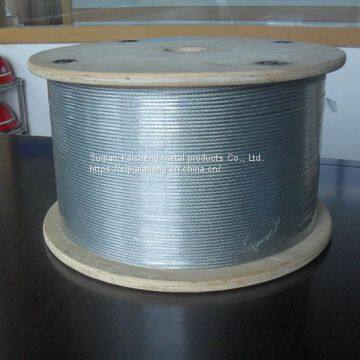 Suqian Kaisheng metal products Co., Ltd.
https://sqkaisheng.en.china.cn/